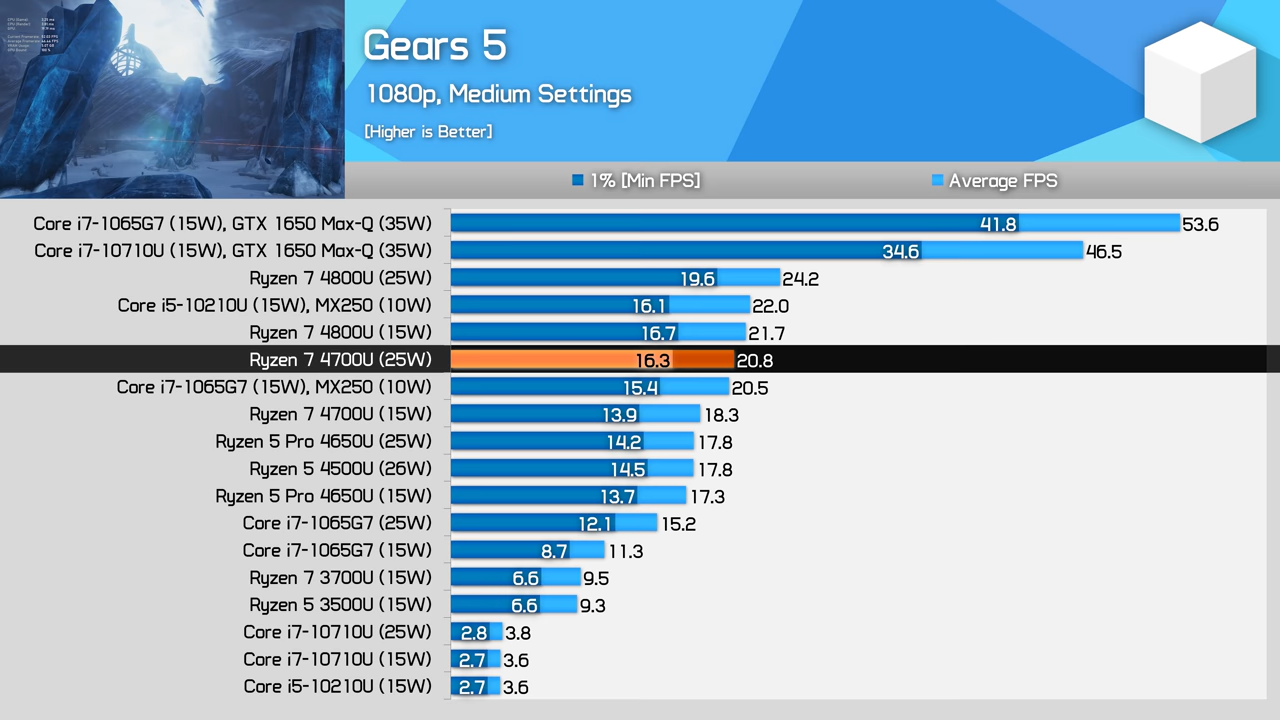 Gears 5
1080p, Medium Settings
[Higher is Better]
1% [Min FPS] Average FPS
Core i7-1065G7 (15W), GTX 1650 Max-Q (35W) 41.8 53.6
Core i7-10710U (15W), GTX 1650 Max-Q (35W) 34.6 46.5
Ryzen 7 4800U (25W) 19.6 24.2
Core i5-10210U (15W), MX250 (10W) 16.1 22.0
Ryzen 7 4800U (15W) 16.7 21.7
Ryzen 7 4700U (25W) 16.3 20.8
Core i7-1065G7 (15W), MX250 (10W) 15.4 20.5
Ryzen 7 4700U (15W) 13.9 18.3
Ryzen 5 Pro 4650U (25W) 14.2 17.8
Ryzen 5 4500U (26W) 14.5 17.8
Ryzen 5 Pro 4650U (15W) 13.7 17.3
Core i7-1065G7 (25W) 12.1 15.2
Core i7-1065G7 (15W) 8.7 11.3
Ryzen 7 3700U (15W) 6.6 9.5
Ryzen 5 3500U (15W) 6.6 9.3
Core i7-10710U (25W) 2.8 3.8
Core i7-10710U (15W) 2.7 3.6
Core i5-10210U (15W) 2.7 3.6